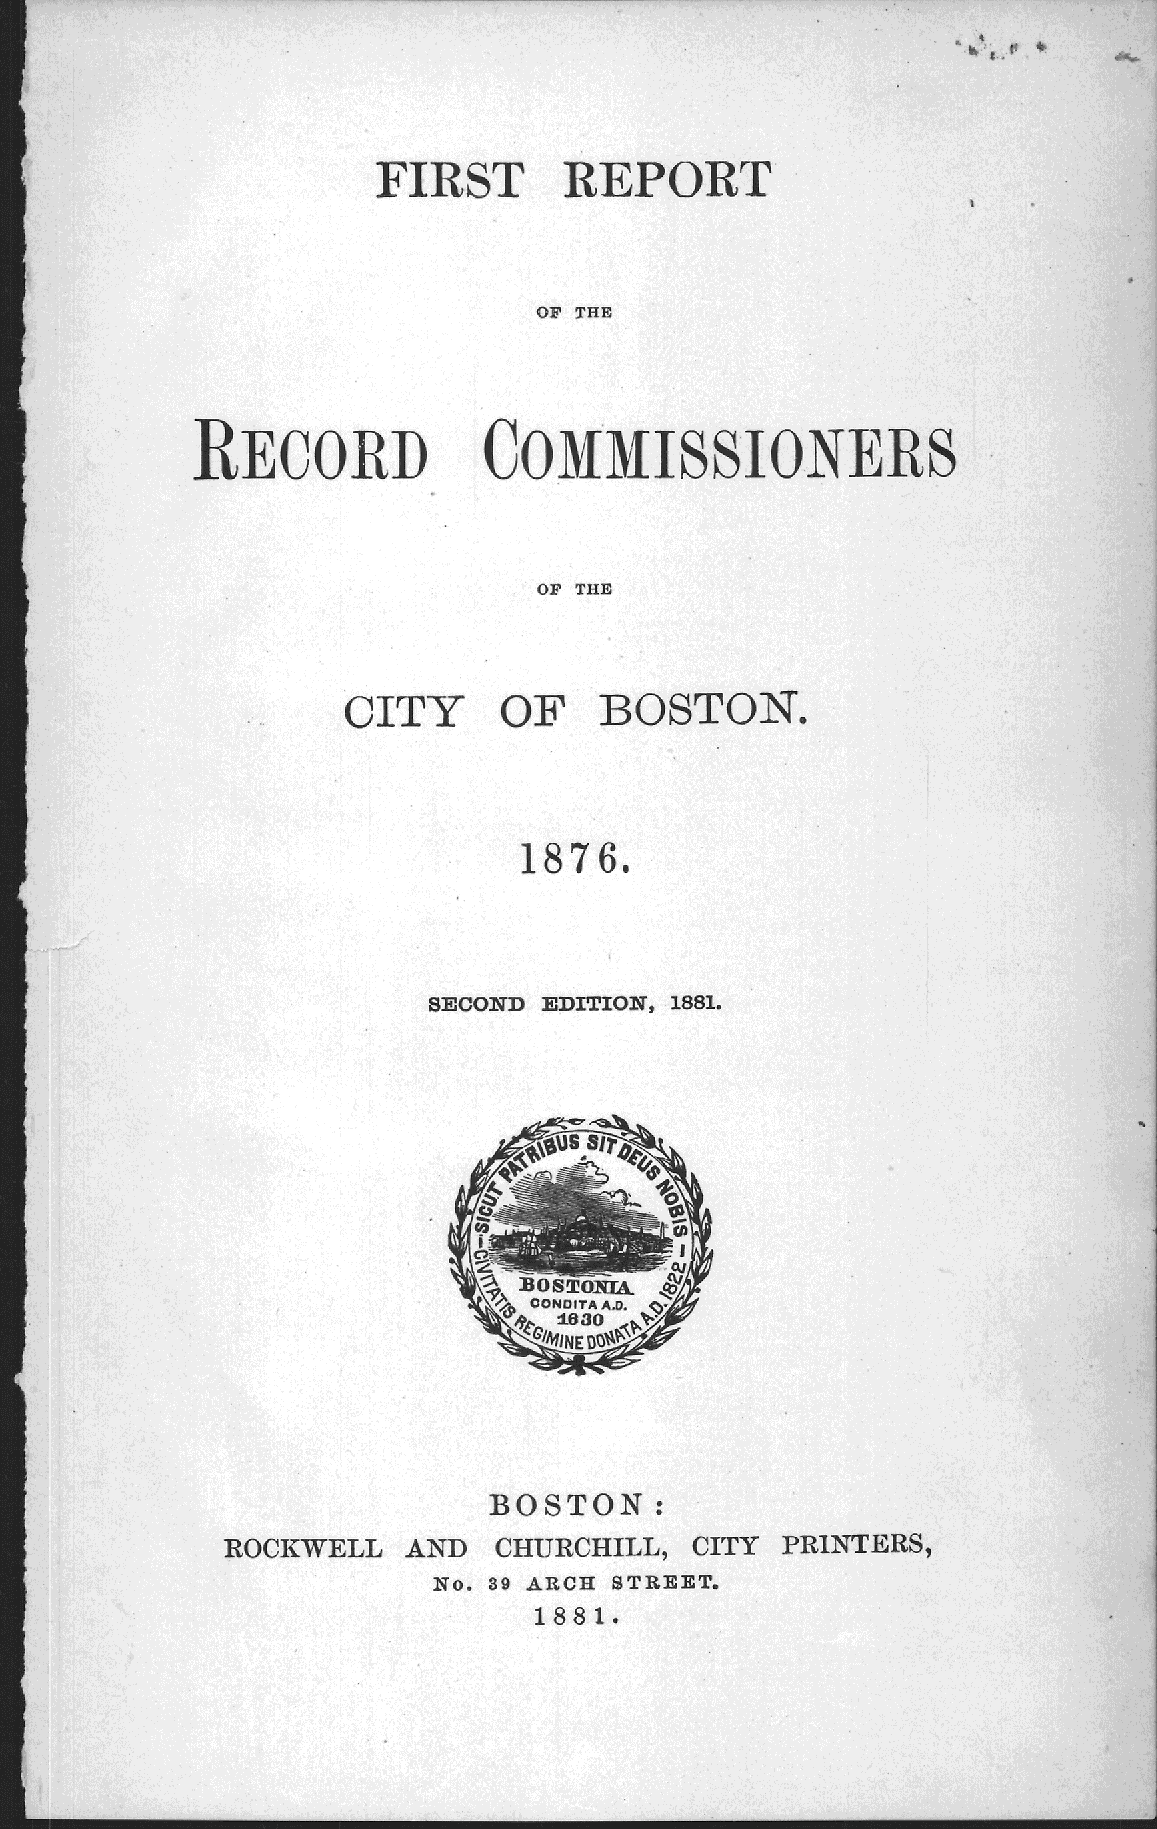 FIRST REPORT
OF THE
RECORD COMMISSIONERS
OF THE
CITY OF BOSTON.
1876.
SECOND EDITION, 1881.
SICUT PATRIBUS SIT DEUS NOBIS
BOSTONIA
CONDITA A.D.
1630
CIVITATIS REGIMINE DONATA A.D. 1822
BOSTON:
ROCKWELL AND CHURCHILL, CITY PRINTERS,
No. 39 ARCH STREET.
1881.